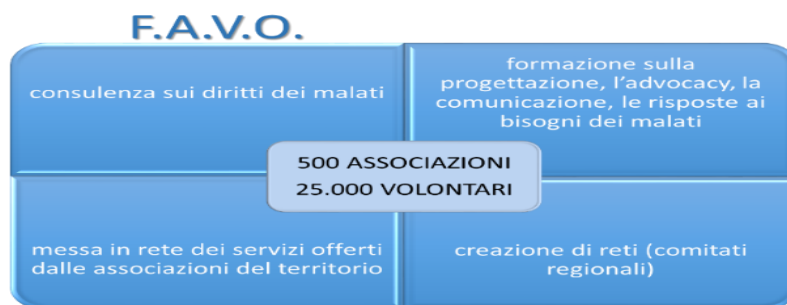 F.A.V.O.
consulenza sui diritti dei malati
formazione sulla
progettazione, l'advocacy, la
comunicazione, le risposte ai
bisogni dei malati
500 ASSOCIAZIONI
25.000 VOLONTARI
messa in rete dei servizi offerti
dalle associazioni del territorio
creazione di reti (comitati
regionali)